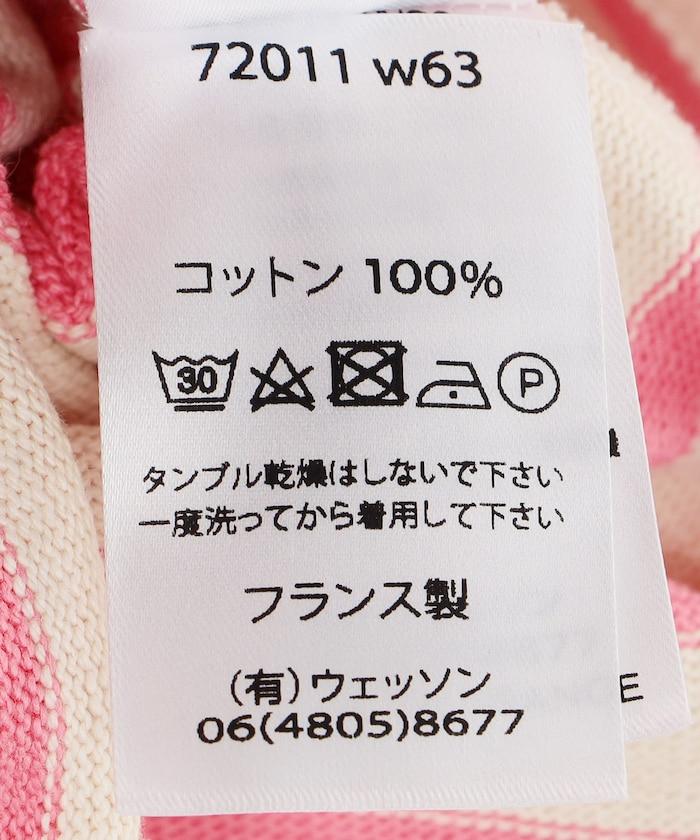 72011 w63
コットン 100%
30
P
タンブル乾燥はしないで下さい
一度洗ってから着用して下さい
フランス製
(有)ウェッソン
06(4805)8677
E